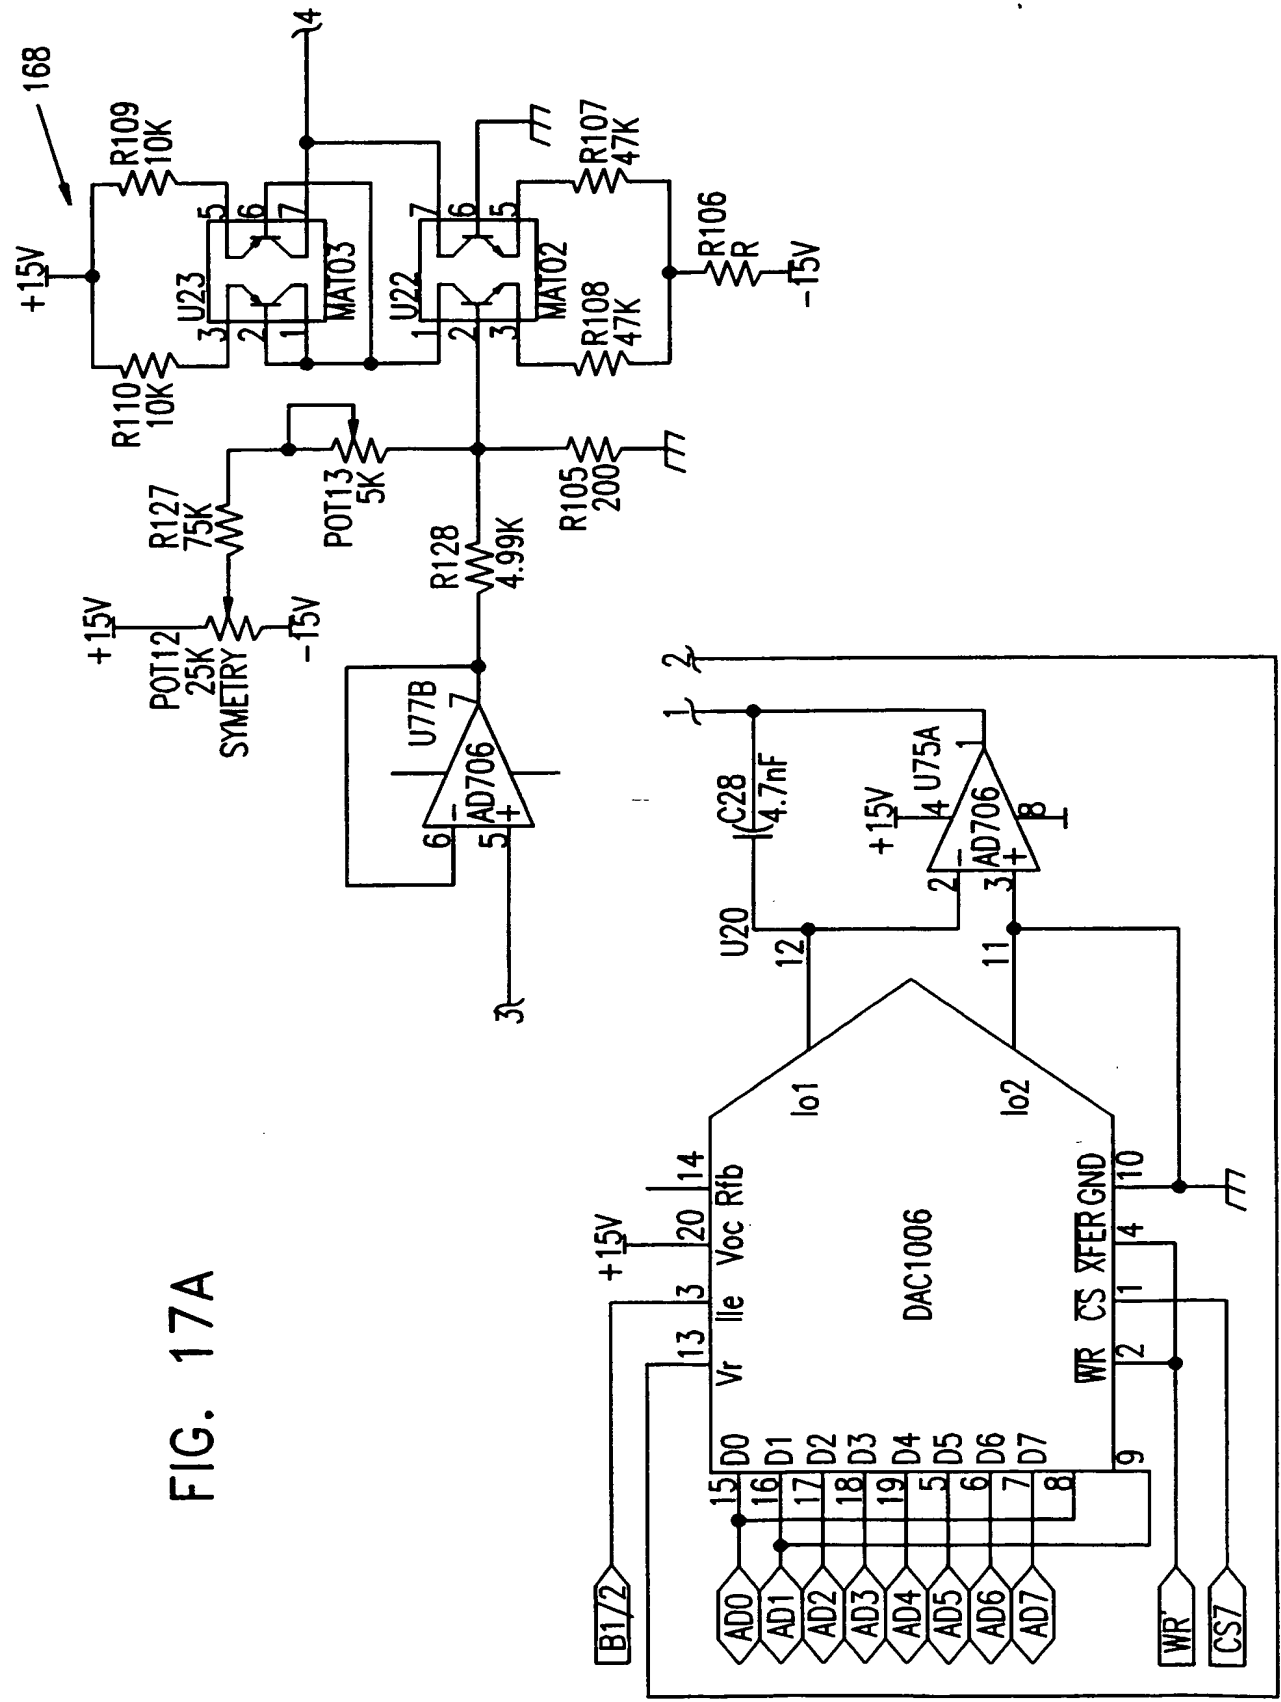 FIG. 17A
168
+15V
R110
10K
R109
10K
U23
3
2
1
5
6
7
MAT03
4
U22
1
2
3
7
6
5
MAT02
R108
47K
R107
47K
R106
R
-15V
+15V
POT12
25K
SYMETRY
-15V
R127
75K
POT13
5K
R128
4.99K
R105
200
U77B
6
5
7
AD706
-
+
3
1
2
C28
4.7nF
U20
12
11
+15V
U75A
2
3
4
8
1
AD706
-
+
B1/2
+15V
13
3
20
14
Vr
Ile
Voc
Rfb
Io1
Io2
DAC1006
AD0
15
D0
AD1
16
D1
AD2
17
D2
AD3
18
D3
AD4
19
D4
AD5
5
D5
AD6
6
D6
AD7
7
D7
8
9
WR
CS
XFER
GND
2
1
4
10
WR'
CS7